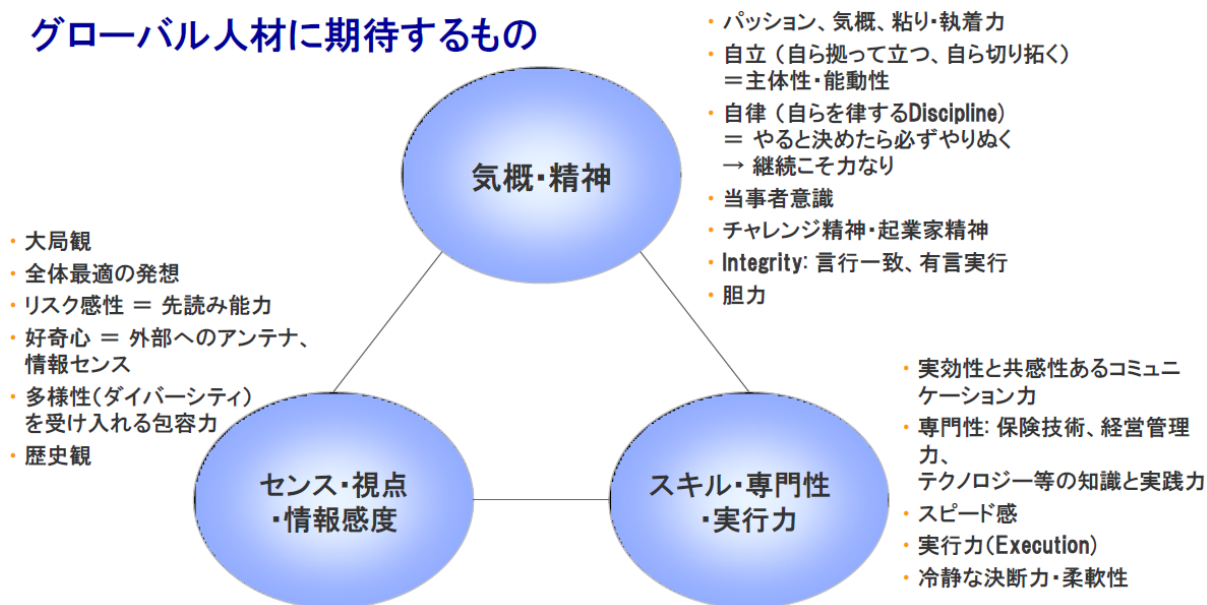 グローバル人材に期待するもの
・パッション、気概、粘り・執着力
・自立（自ら拠って立つ、自ら切り拓く）
＝主体性・能動性
・自律（自らを律するDiscipline）
＝ やると決めたら必ずやりぬく
→ 継続こそ力なり
・当事者意識
・チャレンジ精神・起業家精神
・Integrity: 言行一致、有言実行
・胆力
気概・精神
・大局観
・全体最適の発想
・リスク感性 ＝ 先読み能力
・好奇心 ＝ 外部へのアンテナ、
情報センス
・多様性（ダイバーシティ）
を受け入れる包容力
・歴史観
センス・視点
・情報感度
スキル・専門性
・実行力
・実効性と共感性あるコミュニ
ケーション力
・専門性: 保険技術、経営管理
力、
テクノロジー等の知識と実践力
・スピード感
・実行力（Execution）
・冷静な決断力・柔軟性